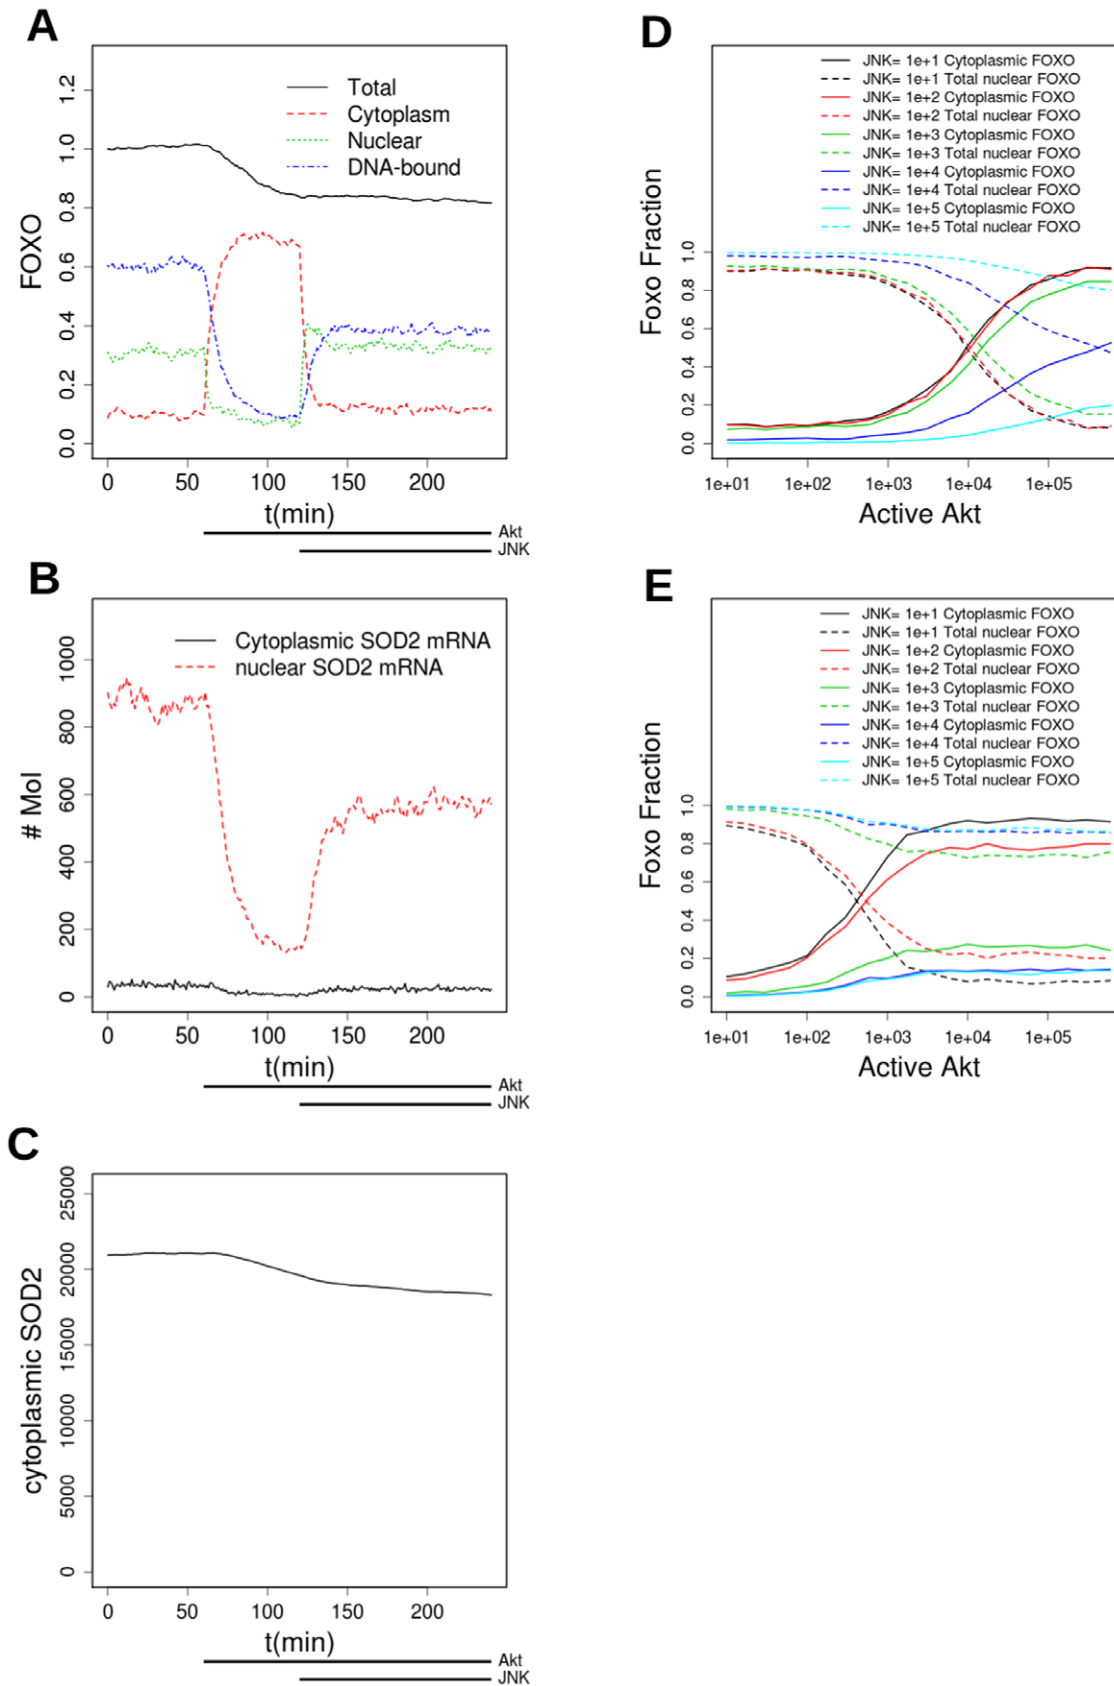 A
FOXO
1.2
1.0
0.8
0.6
0.4
0.2
0.0
Total
Cytoplasm
Nuclear
DNA-bound
0 50 100 150 200
t(min)
Akt
JNK
B
# Mol
1000
800
600
400
200
0
Cytoplasmic SOD2 mRNA
nuclear SOD2 mRNA
0 50 100 150 200
t(min)
Akt
JNK
C
cytoplasmic SOD2
25000
20000
15000
10000
5000
0
0 50 100 150 200
t(min)
Akt
JNK
D
Foxo Fraction
JNK= 1e+1 Cytoplasmic FOXO
JNK= 1e+1 Total nuclear FOXO
JNK= 1e+2 Cytoplasmic FOXO
JNK= 1e+2 Total nuclear FOXO
JNK= 1e+3 Cytoplasmic FOXO
JNK= 1e+3 Total nuclear FOXO
JNK= 1e+4 Cytoplasmic FOXO
JNK= 1e+4 Total nuclear FOXO
JNK= 1e+5 Cytoplasmic FOXO
JNK= 1e+5 Total nuclear FOXO
1.0
0.8
0.6
0.4
0.2
0.0
1e+01 1e+02 1e+03 1e+04 1e+05
Active Akt
E
Foxo Fraction
JNK= 1e+1 Cytoplasmic FOXO
JNK= 1e+1 Total nuclear FOXO
JNK= 1e+2 Cytoplasmic FOXO
JNK= 1e+2 Total nuclear FOXO
JNK= 1e+3 Cytoplasmic FOXO
JNK= 1e+3 Total nuclear FOXO
JNK= 1e+4 Cytoplasmic FOXO
JNK= 1e+4 Total nuclear FOXO
JNK= 1e+5 Cytoplasmic FOXO
JNK= 1e+5 Total nuclear FOXO
1.0
0.8
0.6
0.4
0.2
0.0
1e+01 1e+02 1e+03 1e+04 1e+05
Active Akt